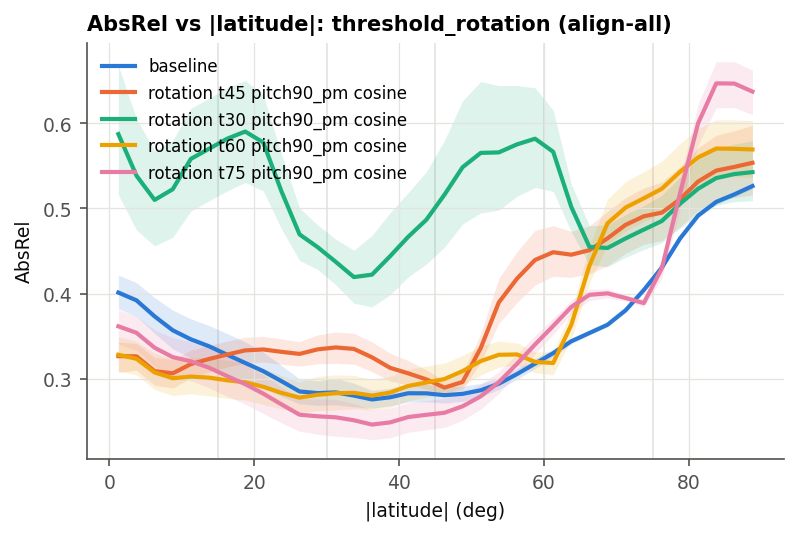 AbsRel vs |latitude|: threshold_rotation (align-all)
baseline
rotation t45 pitch90_pm cosine
rotation t30 pitch90_pm cosine
rotation t60 pitch90_pm cosine
rotation t75 pitch90_pm cosine
AbsRel
0.6
0.5
0.4
0.3
0 20 40 60 80
|latitude| (deg)